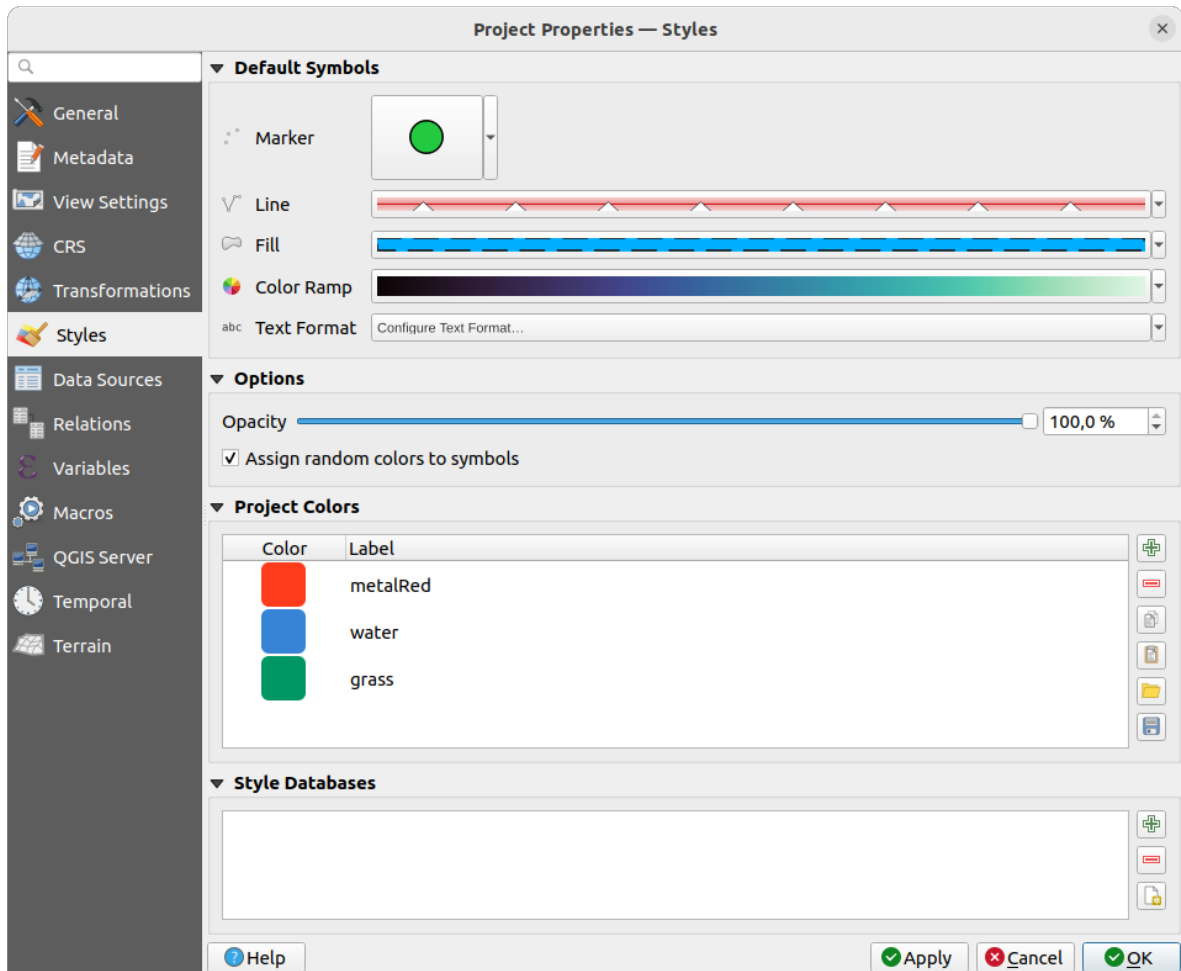 Project Properties — Styles
General
Metadata
View Settings
CRS
Transformations
Styles
Data Sources
Relations
Variables
Macros
QGIS Server
Temporal
Terrain
Default Symbols
Marker
Line
Fill
Color Ramp
abc Text Format Configure Text Format...
Options
Opacity 100,0 %
Assign random colors to symbols
Project Colors
Color Label
metalRed
water
grass
Style Databases
Help Apply Cancel OK